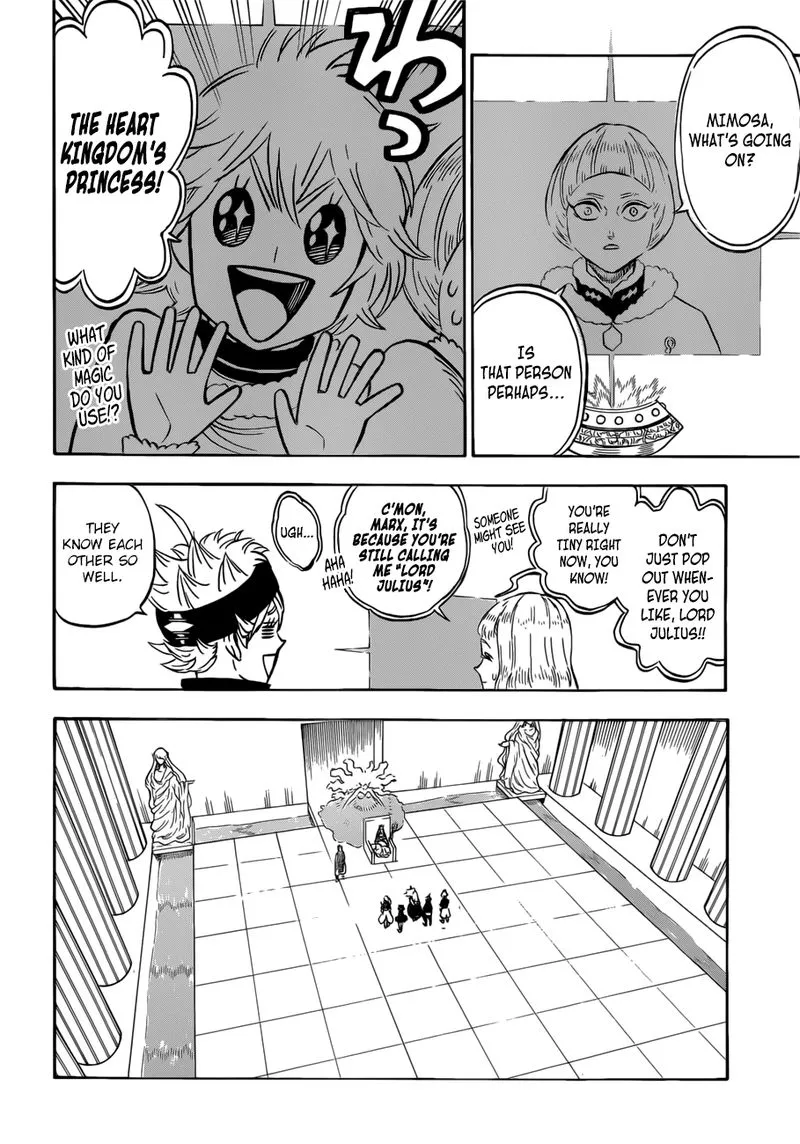 MIMOSA,
WHAT'S GOING
ON?
IS
THAT PERSON
PERHAPS...
にゅっ
THE HEART
KINGDOM'S
PRINCESS!
WHAT
KIND OF
MAGIC
DO YOU
USE!?
DON'T
JUST POP
OUT WHEN-
EVER YOU
LIKE, LORD
JULIUS!!
YOU'RE
REALLY
TINY RIGHT
NOW, YOU
KNOW!
SOMEONE
MIGHT SEE
YOU!
C'MON,
MARX, IT'S
BECAUSE YOU'RE
STILL CALLING
ME "LORD
JULIUS"!
AHA
HAHA!
UGH...
THEY
KNOW EACH
OTHER SO
WELL.